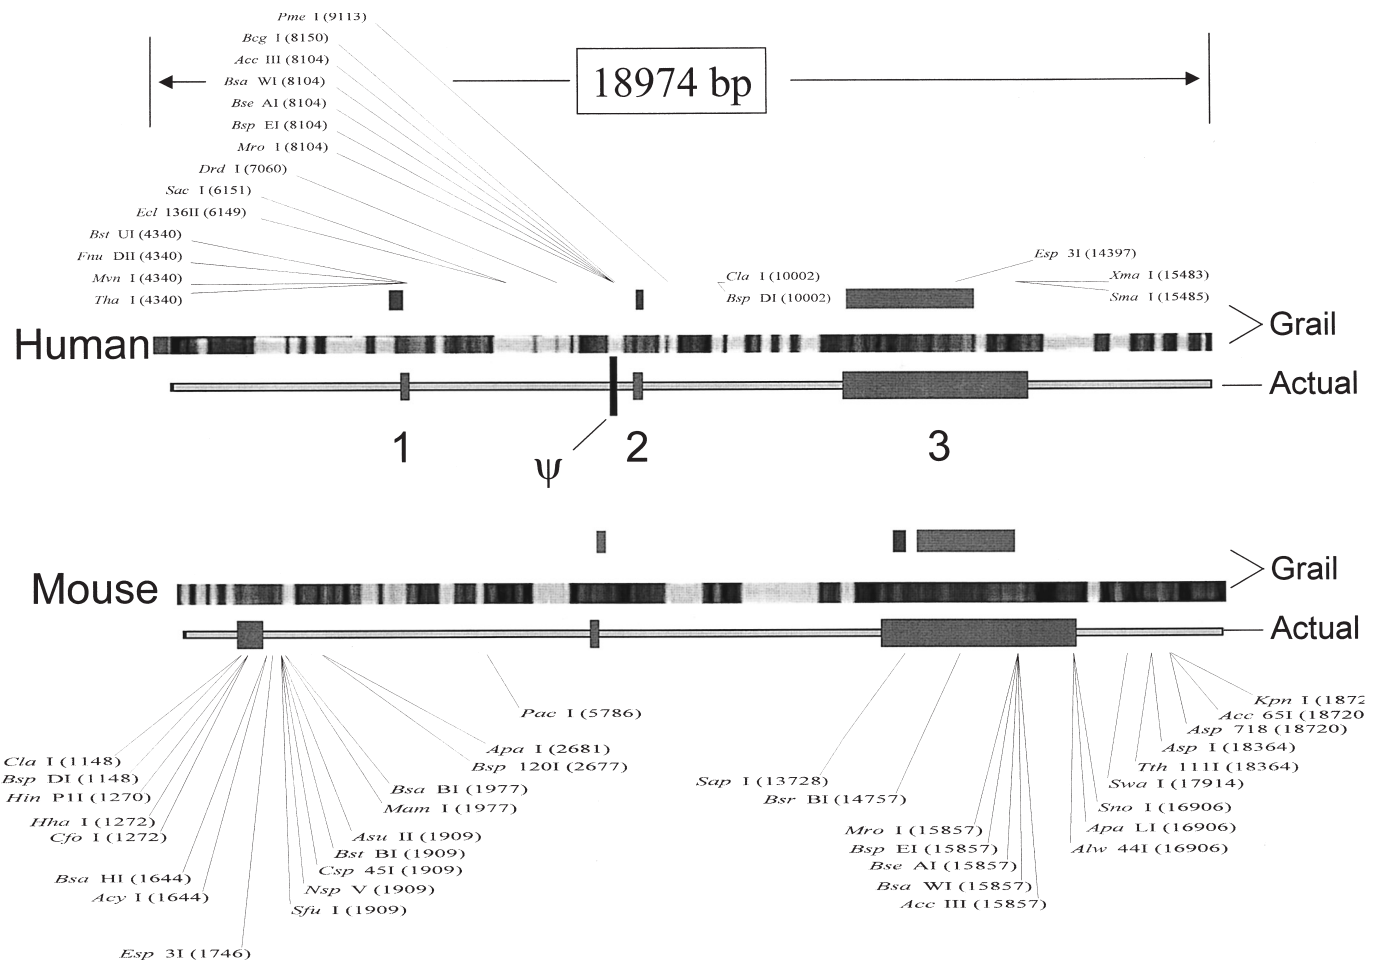 Pme I (9113)
Bcg I (8150)
Acc III (8104)
18974 bp
Bsa WI (8104)
Bse AI (8104)
Bsp EI (8104)
Mro I (8104)
Drd I (7060)
Sac I (6151)
Ecl 136II (6149)
Bst UI (4340)
Fnu DII (4340)
Mvn I (4340)
Tha I (4340)
Esp 3I (14397)
Cla I (10002)
Xma I (15483)
Bsp DI (10002)
Sma I (15485)
Grail
Human
Actual
1
2
3
ψ
Grail
Mouse
Actual
Kpn I (1872
Pac I (5786)
Acc 65I (18720
Asp 718 (18720)
Apa I (2681)
Asp I (18364)
Cla I (1148)
Bsp 120I (2677)
Tth 111I (18364)
Bsp DI (1148)
Sap I (13728)
Swa I (17914)
Bsa BI (1977)
Hin P1I (1270)
Bsr BI (14757)
Mam I (1977)
Sno I (16906)
Hha I (1272)
Cfo I (1272)
Asu II (1909)
Mro I (15857)
Apa LI (16906)
Bst BI (1909)
Bsp EI (15857)
Alw 44I (16906)
Csp 45I (1909)
Bse AI (15857)
Bsa HI (1644)
Nsp V (1909)
Bsa WI (15857)
Acy I (1644)
Sfu I (1909)
Acc III (15857)
Esp 3I (1746)